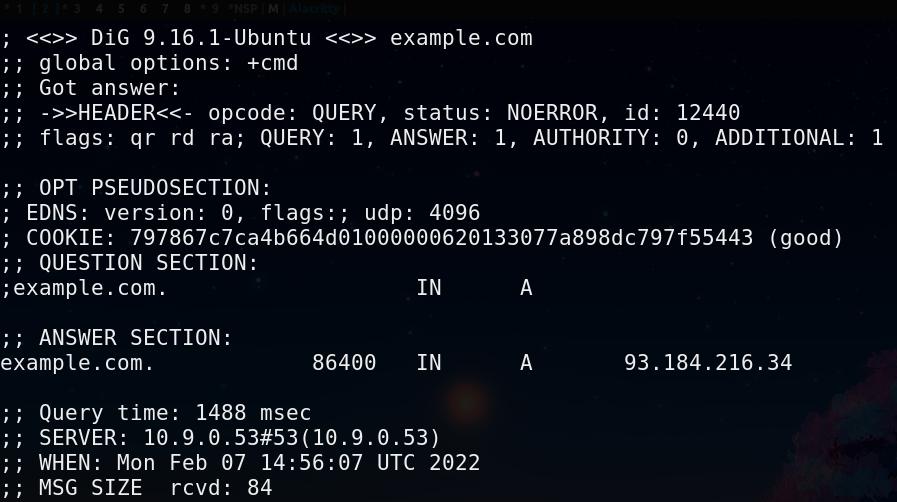 * 1 [ 2 ]* 3 4 5 6 7 8 * 9 *NSP | M | Alacritty |
; <<>> DiG 9.16.1-Ubuntu <<>> example.com
;; global options: +cmd
;; Got answer:
;; ->>HEADER<<- opcode: QUERY, status: NOERROR, id: 12440
;; flags: qr rd ra; QUERY: 1, ANSWER: 1, AUTHORITY: 0, ADDITIONAL: 1
;; OPT PSEUDOSECTION:
; EDNS: version: 0, flags:; udp: 4096
; COOKIE: 797867c7ca4b664d01000000620133077a898dc797f55443 (good)
;; QUESTION SECTION:
;example.com. IN A
;; ANSWER SECTION:
example.com. 86400 IN A 93.184.216.34
;; Query time: 1488 msec
;; SERVER: 10.9.0.53#53(10.9.0.53)
;; WHEN: Mon Feb 07 14:56:07 UTC 2022
;; MSG SIZE rcvd: 84